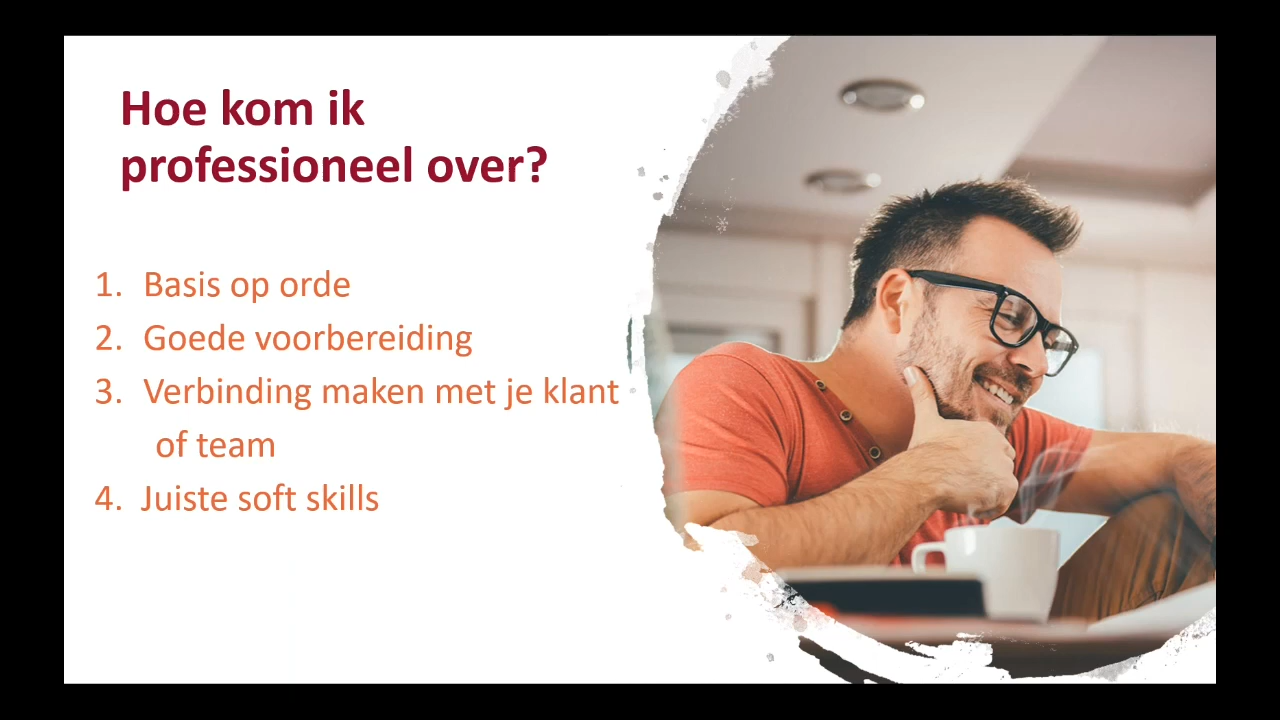 Hoe kom ik
professioneel over?
1. Basis op orde
2. Goede voorbereiding
3. Verbinding maken met je klant
of team
4. Juiste soft skills